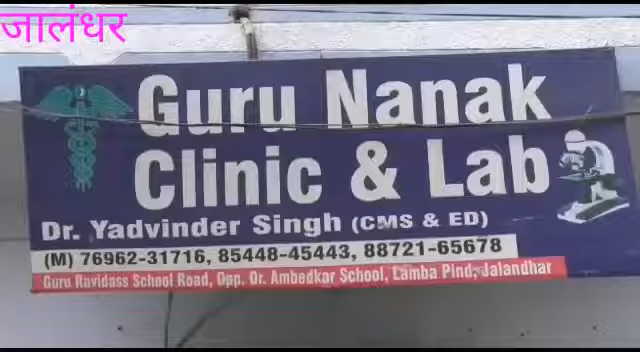 जालंधर
Guru Nanak
Clinic & Lab
Dr. Yadvinder Singh (CMS & ED)
(M) 76962-31716, 85448-45443, 88721-65678
Guru Ravidass School Road, Opp. Dr. Ambedkar School, Lamba Pind, Jalandhar